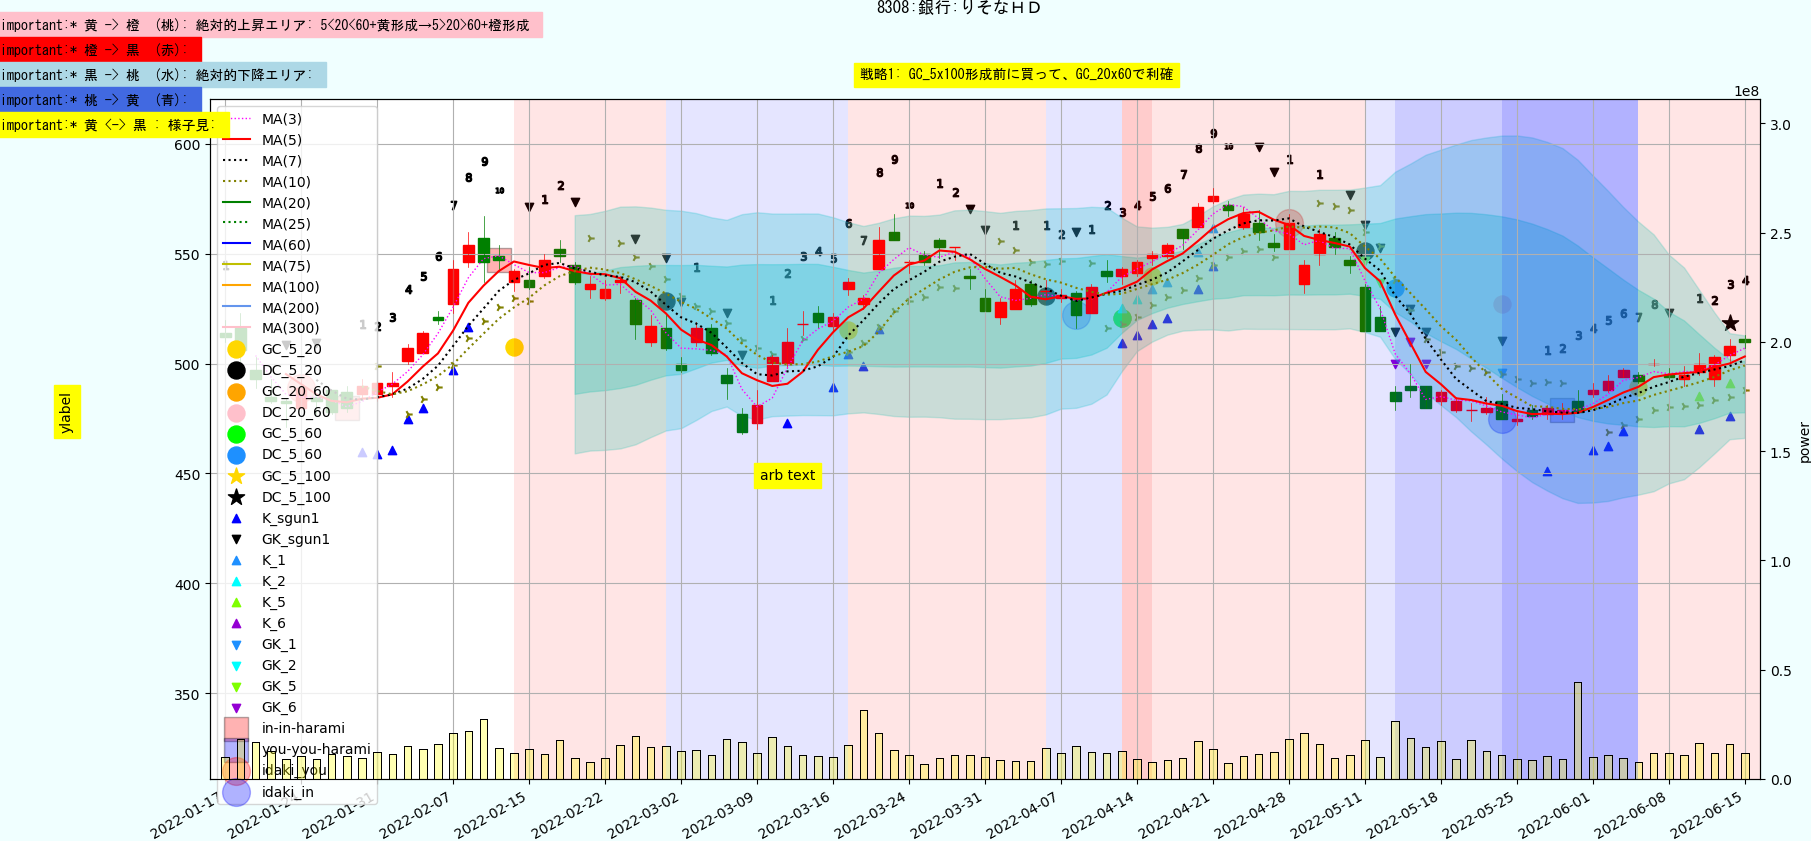 8308:銀行:りそなＨＤ
important:* 黄 -> 橙 （桃）: 絶対的上昇エリア: 5<20<60+黄形成→5>20>60+橙形成
important:* 橙 -> 黒 （赤）:
important:* 黒 -> 桃 （水）: 絶対的下降エリア:
important:* 桃 -> 黄 （青）:
important:* 黄 <-> 黒 : 様子見:
戦略1: GC_5x100形成前に買って、GC_20x60で利確
1e8
MA(3)
MA(5)
MA(7)
MA(10)
MA(20)
MA(25)
MA(60)
MA(75)
MA(100)
MA(200)
MA(300)
GC_5_20
DC_5_20
GC_20_60
DC_20_60
GC_5_60
DC_5_60
GC_5_100
DC_5_100
K_sgun1
GK_sgun1
K_1
K_2
K_5
K_6
GK_1
GK_2
GK_5
GK_6
in-in-harami
you-you-harami
idaki_you
idaki_in
600
550
500
450
400
350
ylabel
arb text
3.0
2.5
2.0
1.5
1.0
0.5
0.0
power
2022-01-17
2022-01-31
2022-02-07
2022-02-15
2022-02-22
2022-03-02
2022-03-09
2022-03-16
2022-03-24
2022-03-31
2022-04-07
2022-04-14
2022-04-21
2022-04-28
2022-05-11
2022-05-18
2022-05-25
2022-06-01
2022-06-08
2022-06-15